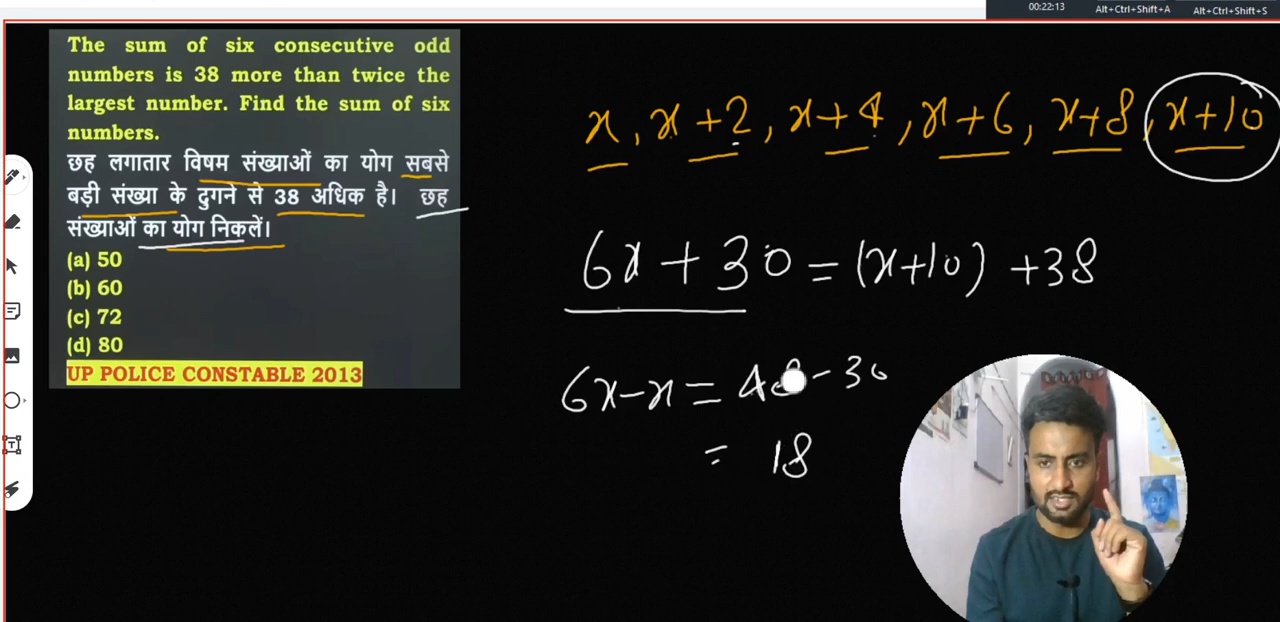 00:22:13 Alt+Ctrl+Shift+A Alt+Ctrl+Shift+S
The sum of six consecutive odd
numbers is 38 more than twice the
largest number. Find the sum of six
numbers.
छह लगातार विषम संख्याओं का योग सबसे
बड़ी संख्या के दुगने से 38 अधिक है। छह
संख्याओं का योग निकलें।
(a) 50
(b) 60
(c) 72
(d) 80
UP POLICE CONSTABLE 2013
x, x+2, x+4, x+6, x+8, x+10
6x + 30 = (x+10) +38
6x-x = 48-30
= 18